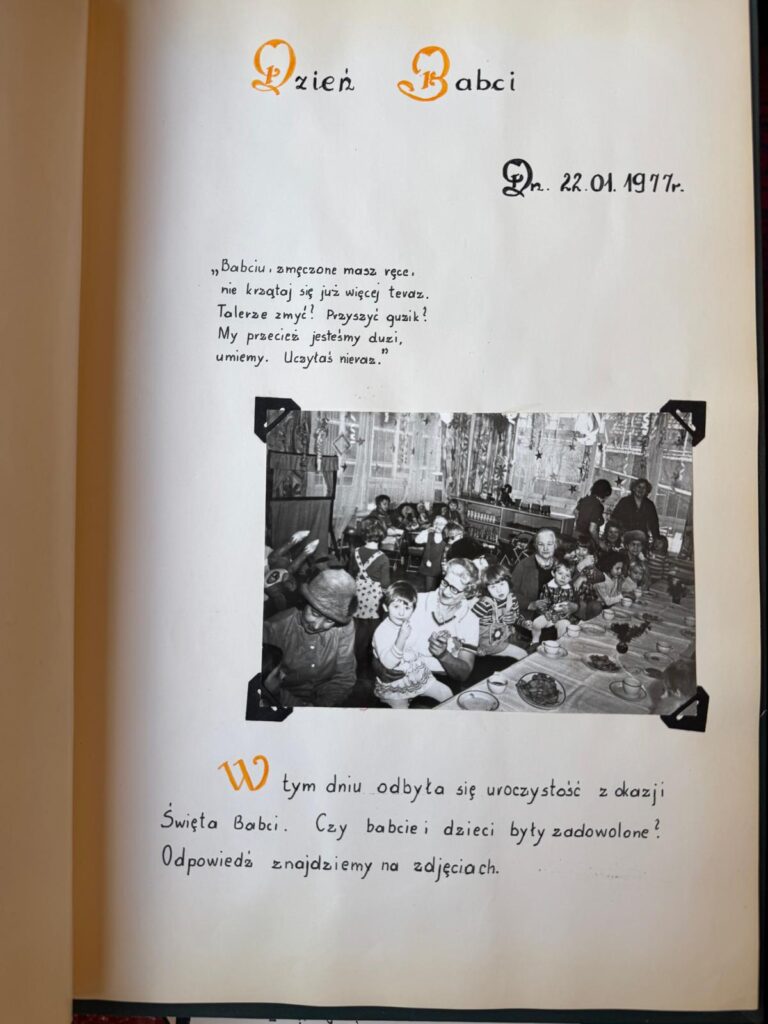 Dzień Babci
Dn. 22.01.1977r.
„Babciu, zmęczone masz ręce,
nie krzątaj się już więcej teraz.
Talerze zmyć? Przyszyć guzik?
My przecież jesteśmy duzi,
umiemy. Uczyłaś nieraz."
W tym dniu odbyła się uroczystość z okazji
Święta Babci. Czy babcie i dzieci były zadowolone?
Odpowiedź znajdziemy na zdjęciach.